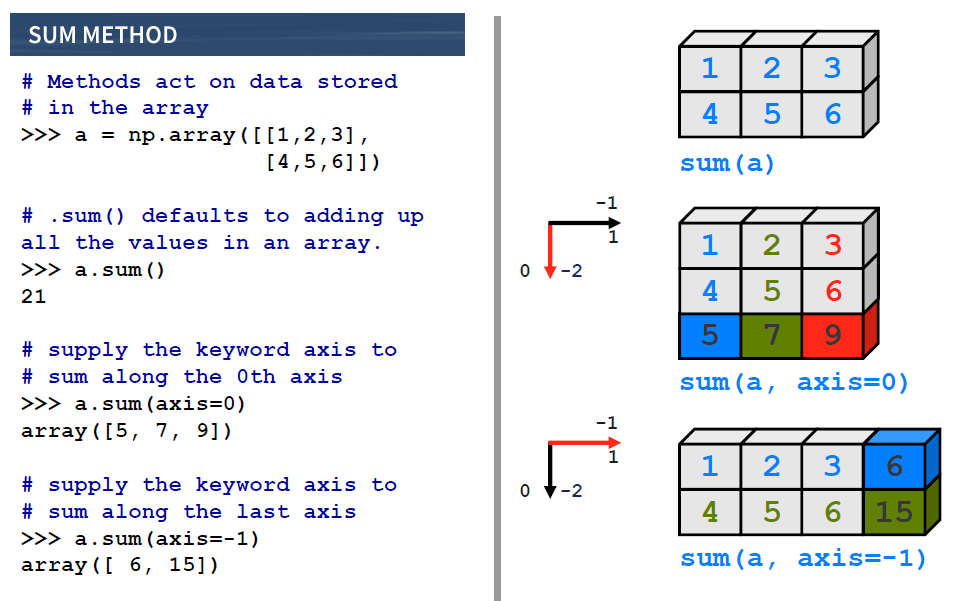 SUM METHOD
# Methods act on data stored
# in the array
>>> a = np.array([[1,2,3],
[4,5,6]])
# .sum() defaults to adding up
all the values in an array.
>>> a.sum()
21
# supply the keyword axis to
# sum along the 0th axis
>>> a.sum(axis=0)
array([5, 7, 9])
# supply the keyword axis to
# sum along the last axis
>>> a.sum(axis=-1)
array([ 6, 15])
1 2 3
4 5 6
sum(a)
-1
1
0 -2
1 2 3
4 5 6
5 7 9
sum(a, axis=0)
-1
1
0 -2
1 2 3 6
4 5 6 15
sum(a, axis=-1)